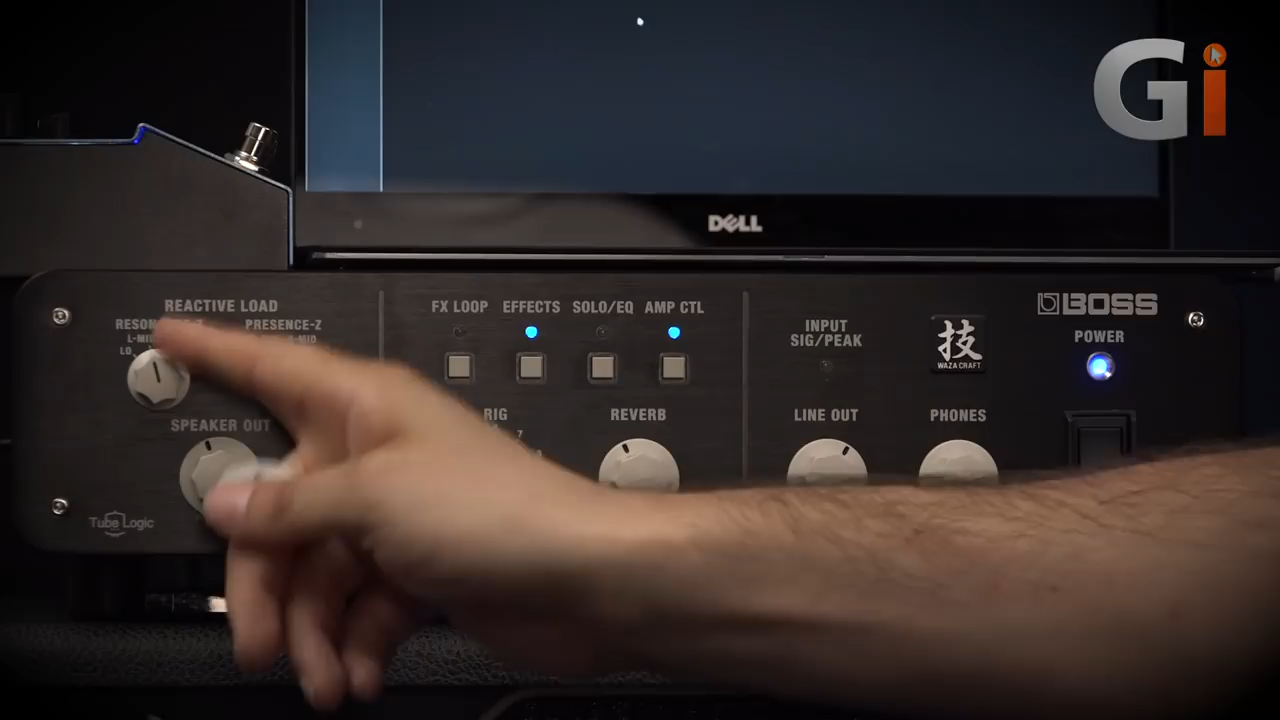 Gi
DELL
REACTIVE LOAD
PRESENCE-Z
LO
SPEAKER OUT
Tube Logic
FX LOOP
EFFECTS
SOLO/EQ
AMP CTL
RIG
7
REVERB
INPUT
SIG/PEAK
技
WAZA CRAFT
LINE OUT
PHONES
BOSS
POWER